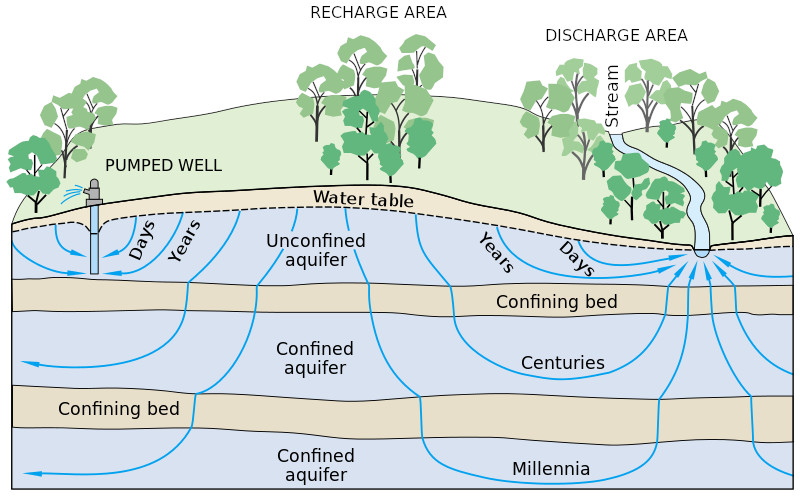 RECHARGE AREA
DISCHARGE AREA
Stream
PUMPED WELL
Water table
Days
Years
Unconfined
aquifer
Years
Days
Confining bed
Confined
aquifer
Centuries
Confining bed
Confined
aquifer
Millennia